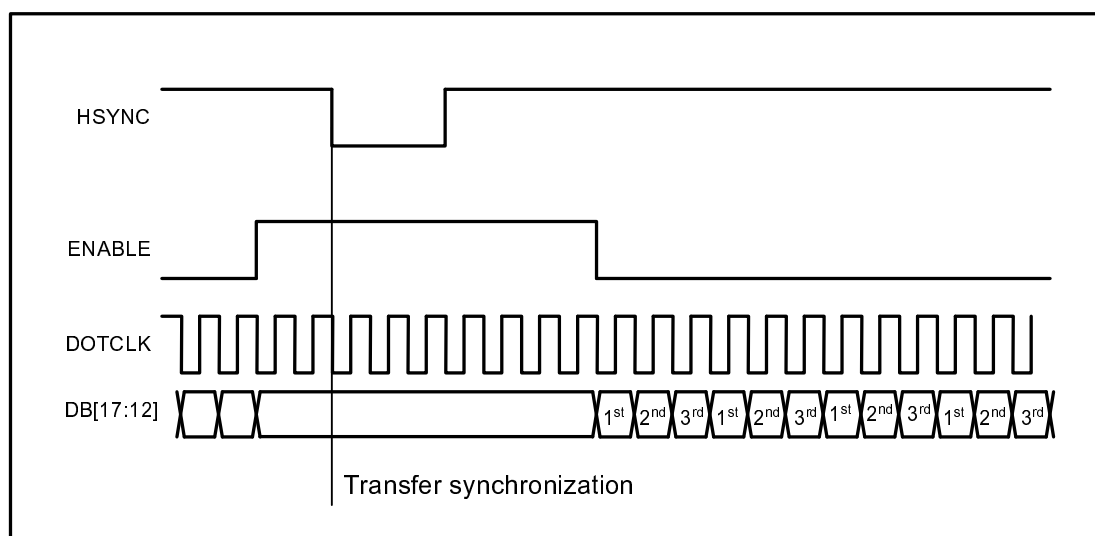 HSYNC
ENABLE
DOTCLK
DB[17:12] 1st 2nd 3rd 1st 2nd 3rd 1st 2nd 3rd 1st 2nd 3rd
Transfer synchronization